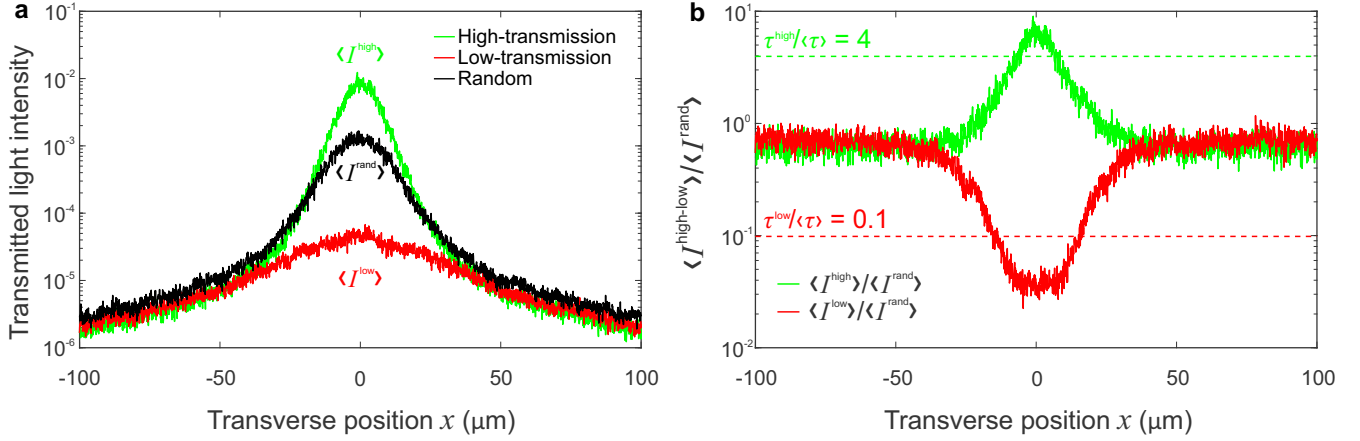 a
Transmitted light intensity
10⁻¹
10⁻²
10⁻³
10⁻⁴
10⁻⁵
10⁻⁶
⟨I^high⟩
⟨I^rand⟩
⟨I^low⟩
High-transmission
Low-transmission
Random
-100 -50 0 50 100
Transverse position x (μm)
b
⟨I^high-low⟩/⟨I^rand⟩
10¹
10⁰
10⁻¹
10⁻²
τ^high/⟨τ⟩ = 4
τ^low/⟨τ⟩ = 0.1
⟨I^high⟩/⟨I^rand⟩
⟨I^low⟩/⟨I^rand⟩
-100 -50 0 50 100
Transverse position x (μm)